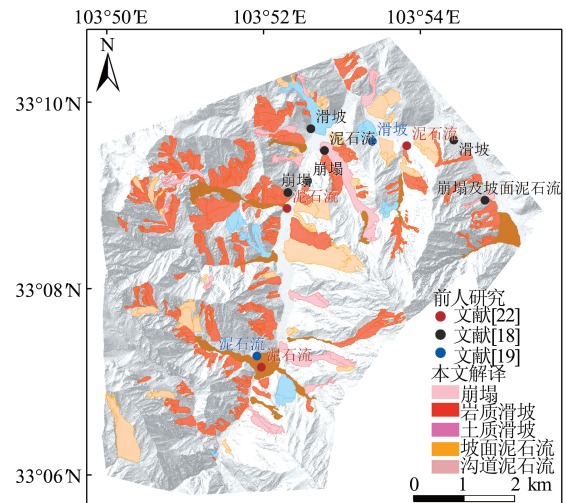 103°50′E 103°52′E 103°54′E
N
33°10′N
33°08′N
33°06′N
滑坡
泥石流
滑坡
泥石流
滑坡
崩塌
崩塌
泥石流
崩塌及坡面泥石流
泥石流
泥石流
前人研究
文献[22]
文献[18]
文献[19]
本文解译
崩塌
岩质滑坡
土质滑坡
坡面泥石流
沟道泥石流
0 1 2 km